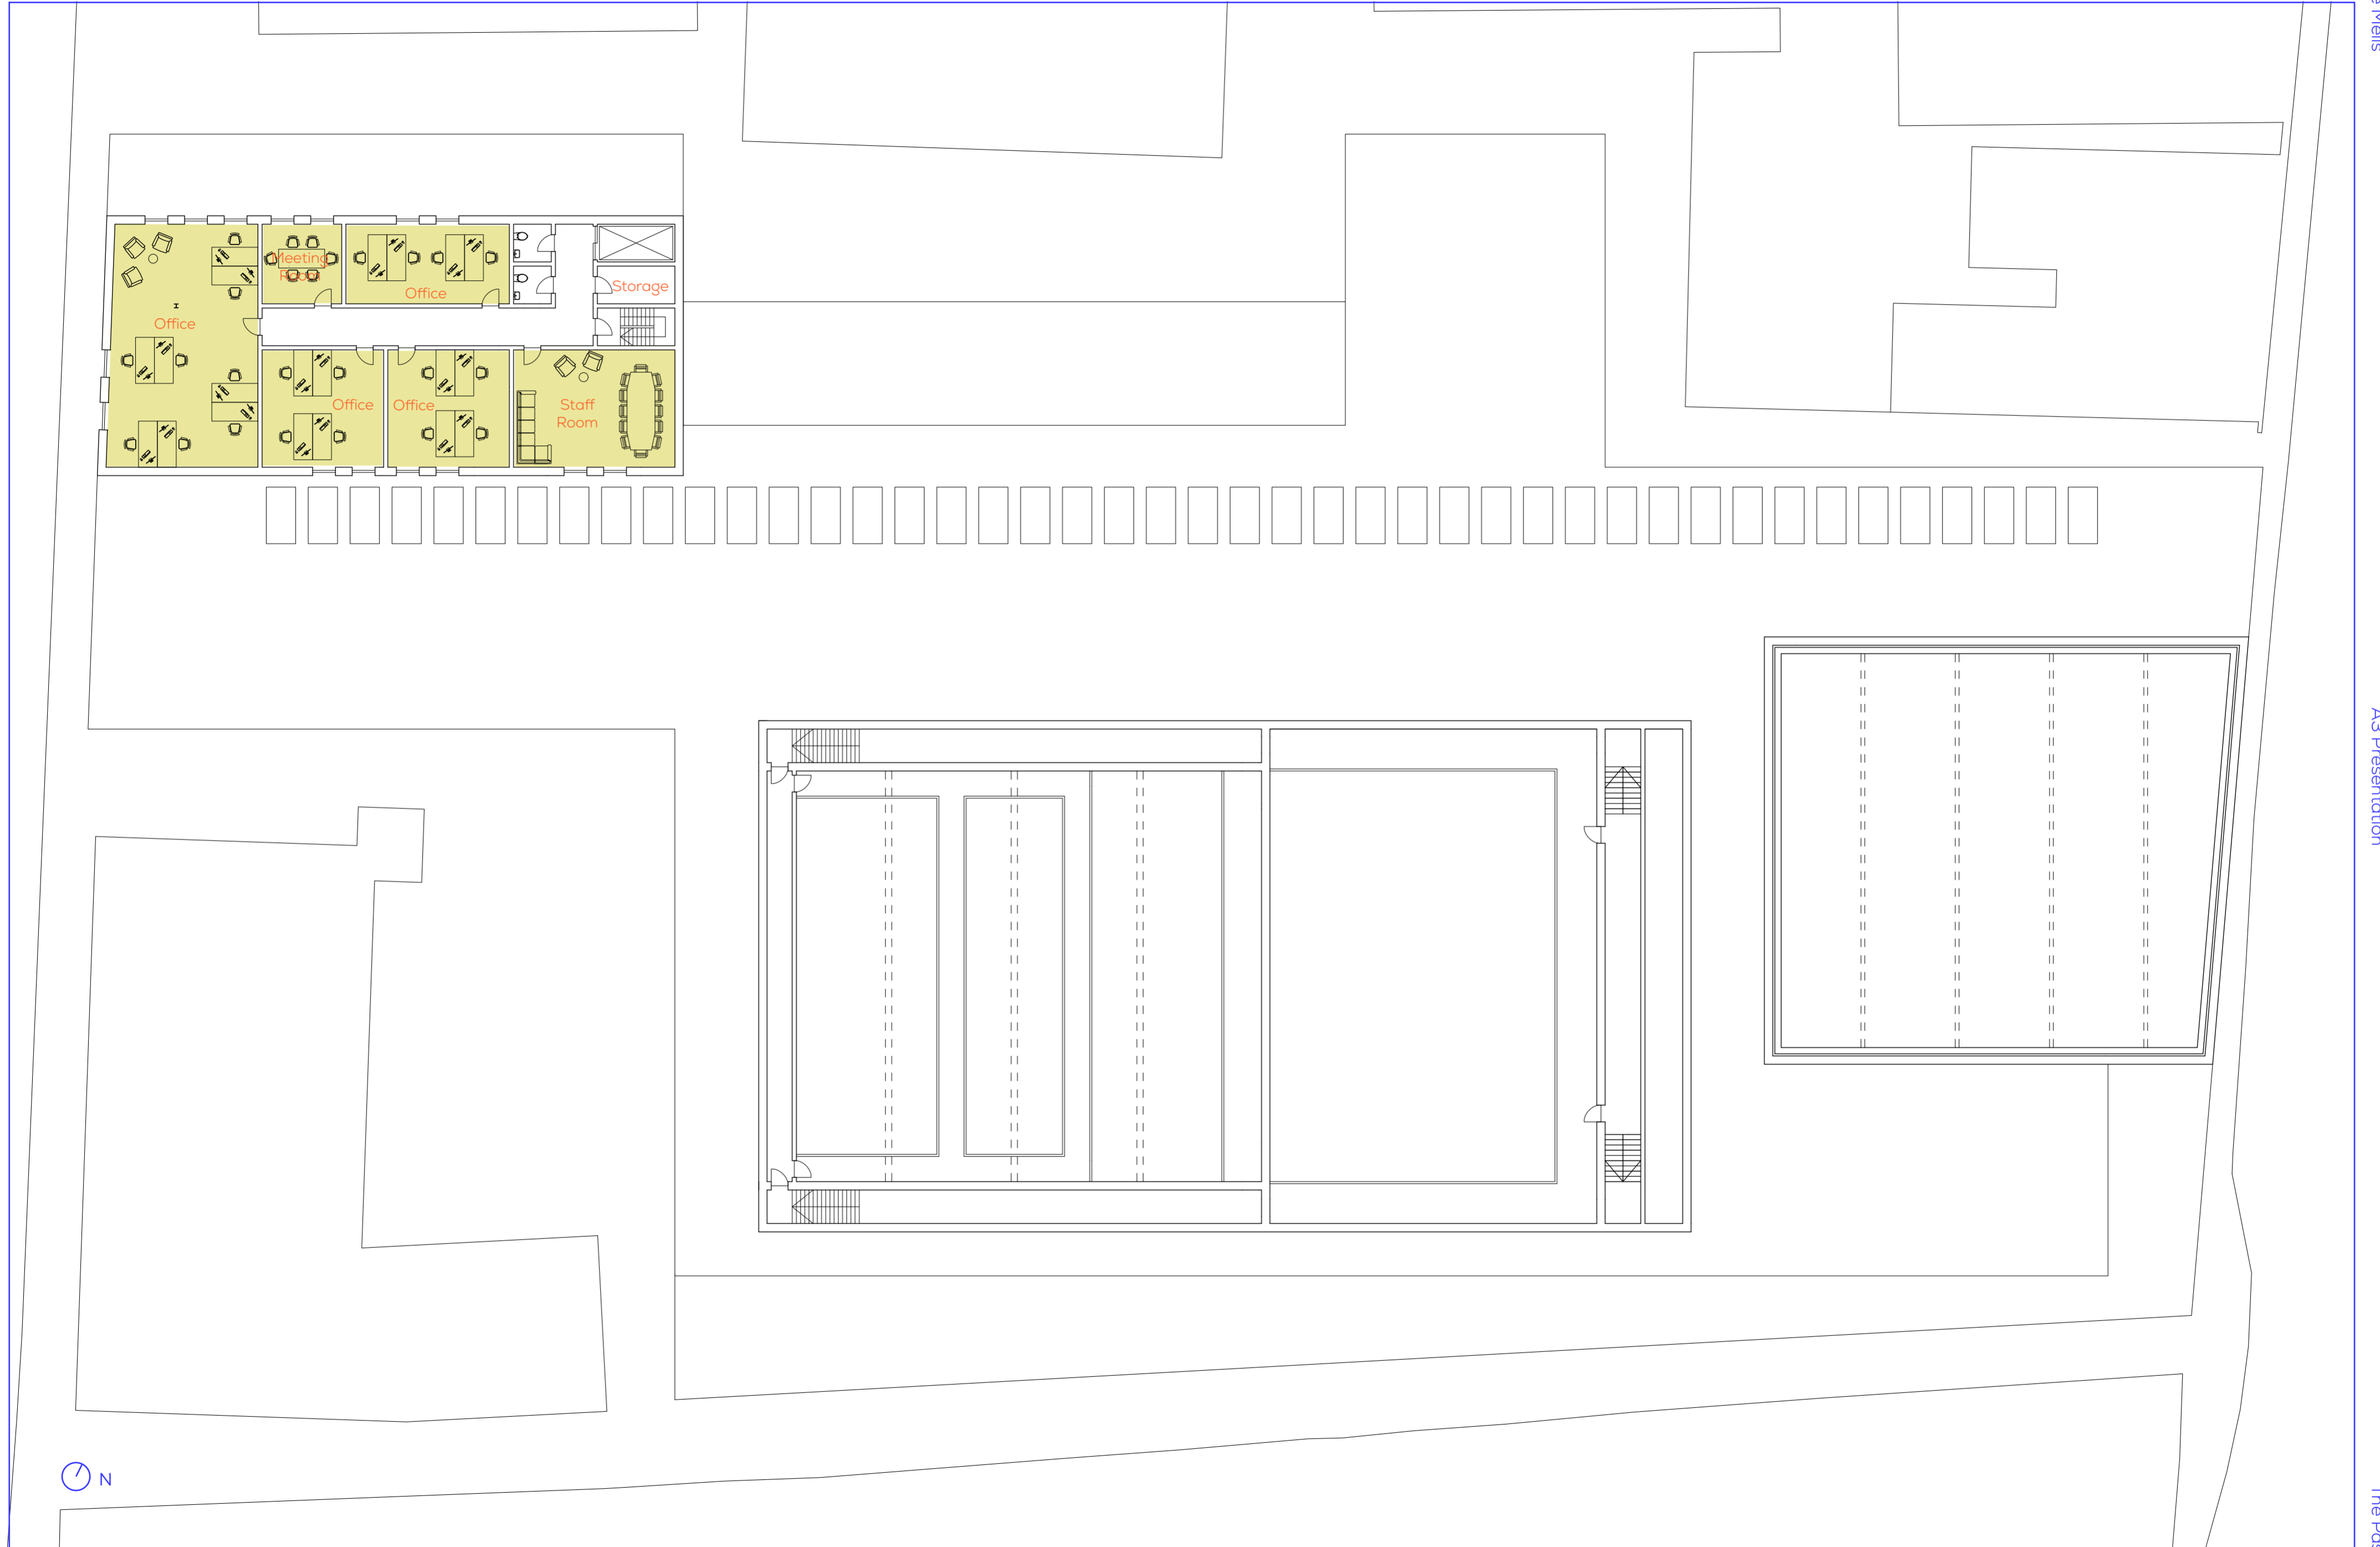 Meeting
Room
Office
Storage
Office
Office
Office
Staff
Room
N
A3 Presentation